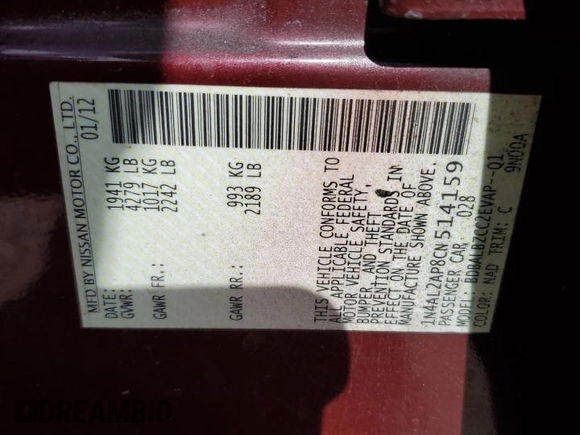 MFD BY NISSAN MOTOR CO., LTD.
DATE: 01/12
GVWR: 1941 KG
4279 LB
GAWR FR: 1017 KG
2242 LB
GAWR RR: 993 KG
2189 LB
THIS VEHICLE CONFORMS TO
ALL APPLICABLE FEDERAL
MOTOR VEHICLE SAFETY,
BUMPER, AND THEFT
PREVENTION STANDARDS IN
EFFECT ON THE DATE OF
MANUFACTURE SHOWN ABOVE.
1N4AL2AP8CN514159
PASSENGER CAR 028
MODEL: BDDALBZCC2EVAP--Q1
COLOR: NAD TRIM: C 9N00A
DREAMBID